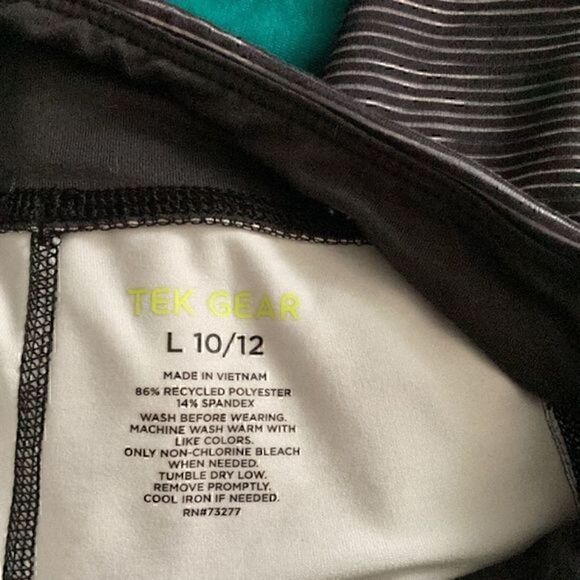 TEK GEAR
L 10/12
MADE IN VIETNAM
86% RECYCLED POLYESTER
14% SPANDEX
WASH BEFORE WEARING.
MACHINE WASH WARM WITH
LIKE COLORS.
ONLY NON-CHLORINE BLEACH
WHEN NEEDED.
TUMBLE DRY LOW.
REMOVE PROMPTLY.
COOL IRON IF NEEDED.
RN#73277